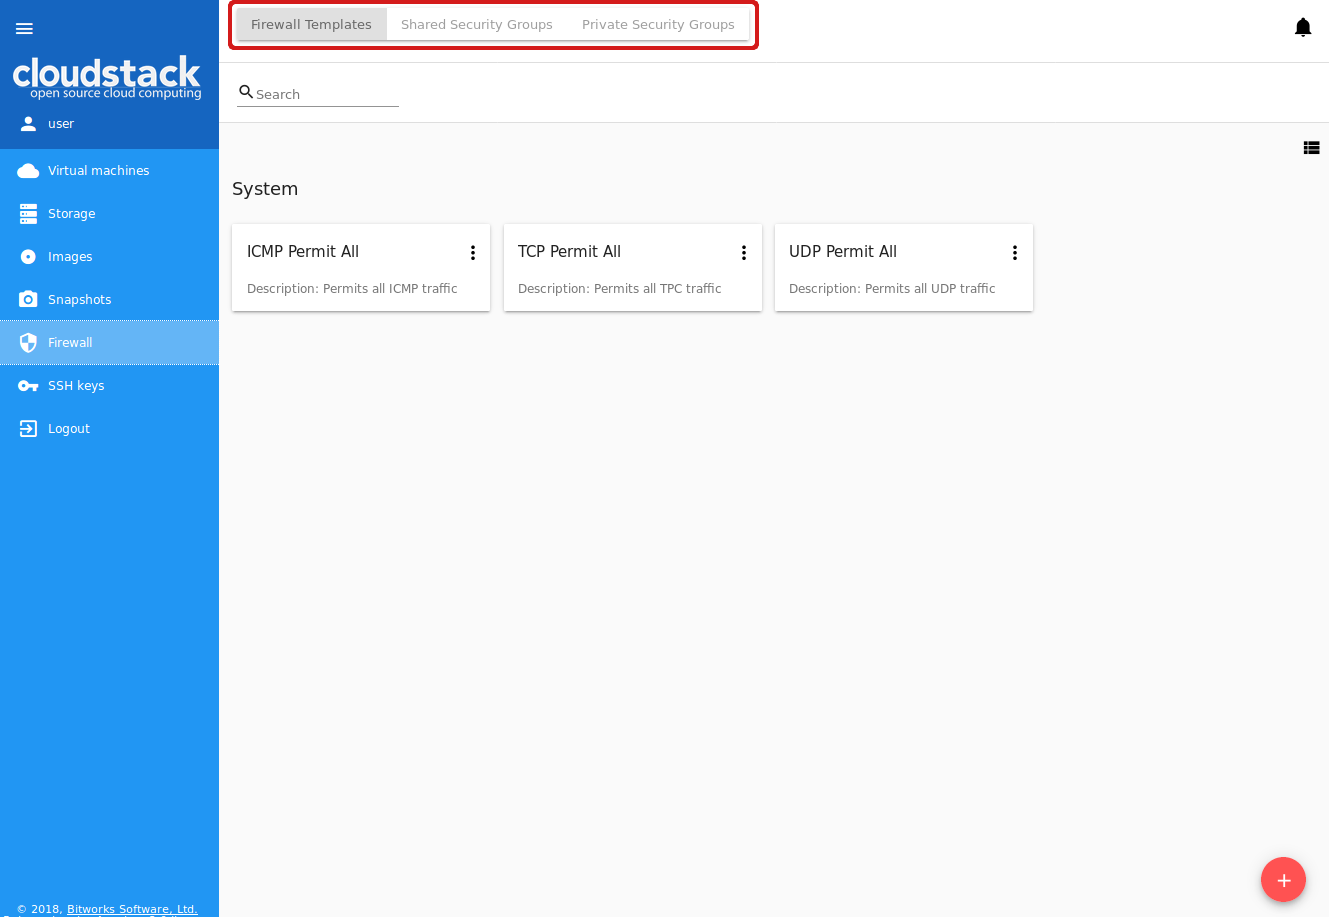 Firewall Templates Shared Security Groups Private Security Groups
cloudstack
open source cloud computing
user
Search
Virtual machines
Storage
Images
Snapshots
Firewall
SSH keys
Logout
System
ICMP Permit All
Description: Permits all ICMP traffic
TCP Permit All
Description: Permits all TPC traffic
UDP Permit All
Description: Permits all UDP traffic
© 2018, Bitworks Software, Ltd.